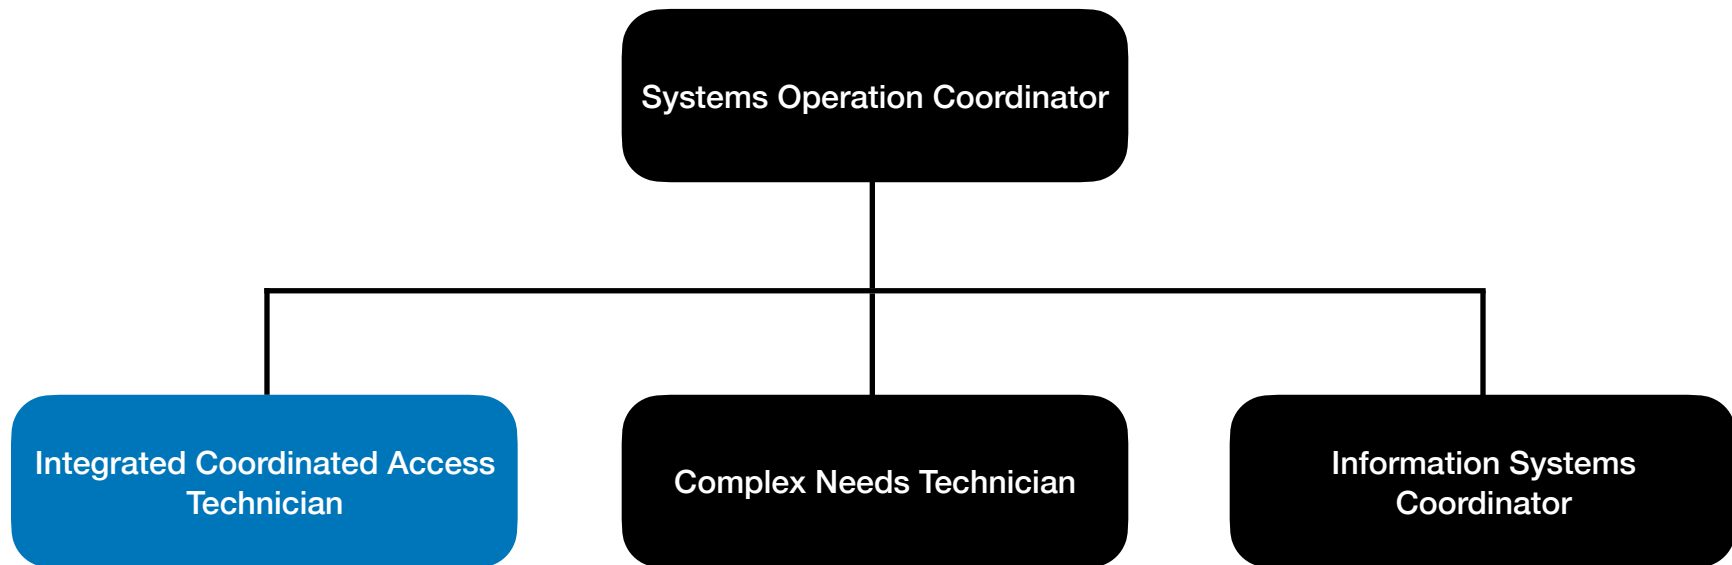 Systems Operation Coordinator
Integrated Coordinated Access
Technician
Complex Needs Technician
Information Systems
Coordinator